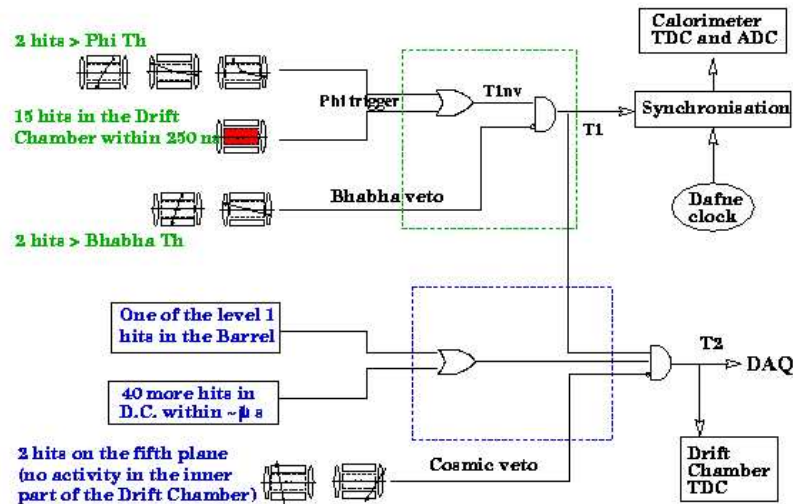 2 hits > Phi Th
15 hits in the Drift
Chamber within 250 ns
Phi trigger
T1nv
T1
Bhabha veto
2 hits > Bhabha Th
Calorimeter
TDC and ADC
Synchronisation
Dafne
clock
One of the level 1
hits in the Barrel
40 more hits in
D.C. within ~μ s
T2
DAQ
2 hits on the fifth plane
(no activity in the inner
part of the Drift Chamber)
Cosmic veto
Drift
Chamber
TDC